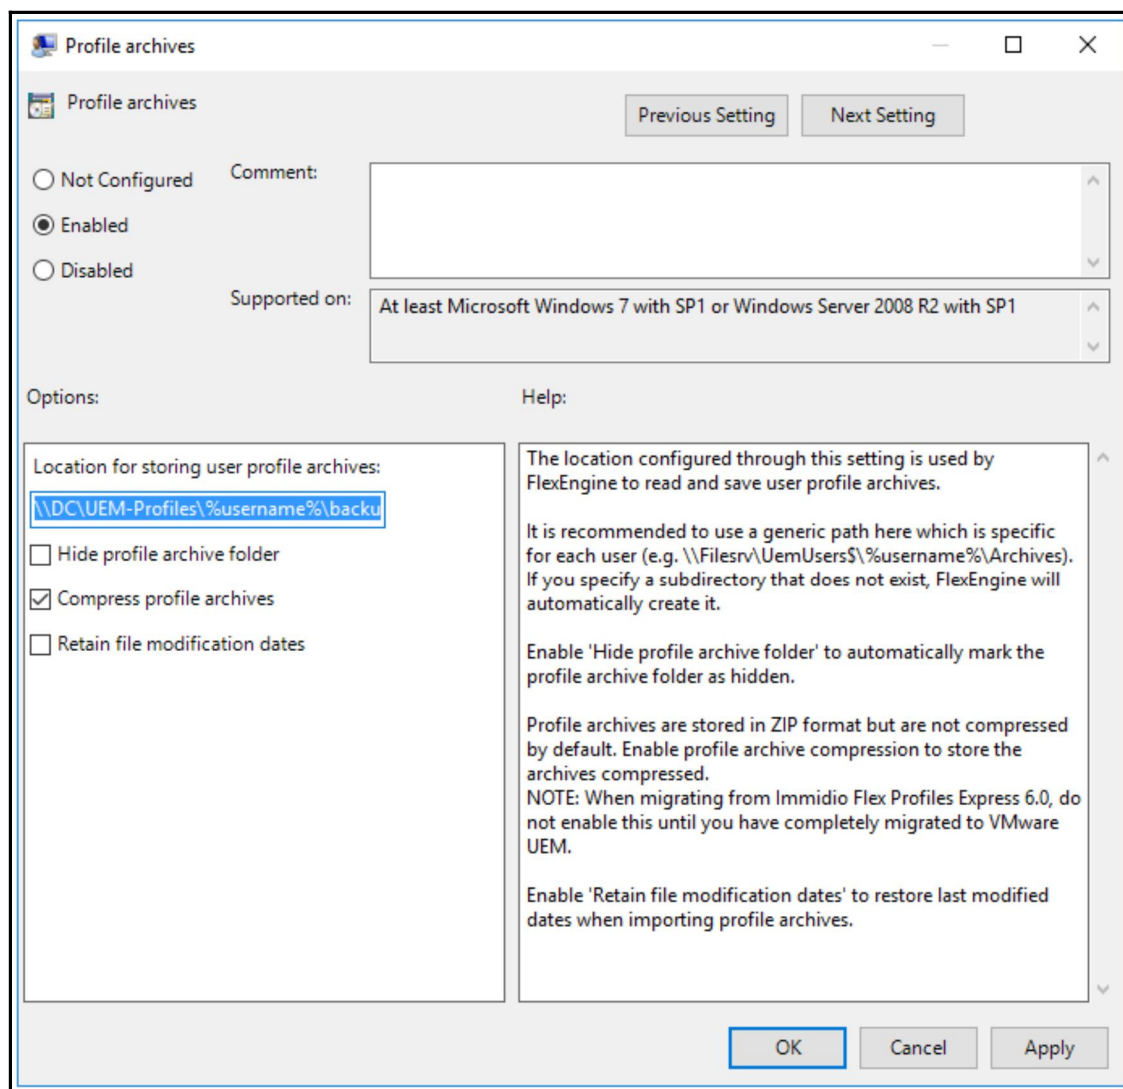 Profile archives
Profile archives
Previous Setting
Next Setting
Not Configured
Comment:
Enabled
Disabled
Supported on:
At least Microsoft Windows 7 with SP1 or Windows Server 2008 R2 with SP1
Options:
Help:
Location for storing user profile archives:
\\DC\UEM-Profiles\%username%\backu
Hide profile archive folder
Compress profile archives
Retain file modification dates
The location configured through this setting is used by
FlexEngine to read and save user profile archives.
It is recommended to use a generic path here which is specific
for each user (e.g. \\Filesrv\UemUsers$\%username%\Archives).
If you specify a subdirectory that does not exist, FlexEngine will
automatically create it.
Enable 'Hide profile archive folder' to automatically mark the
profile archive folder as hidden.
Profile archives are stored in ZIP format but are not compressed
by default. Enable profile archive compression to store the
archives compressed.
NOTE: When migrating from Immidio Flex Profiles Express 6.0, do
not enable this until you have completely migrated to VMware
UEM.
Enable 'Retain file modification dates' to restore last modified
dates when importing profile archives.
OK
Cancel
Apply